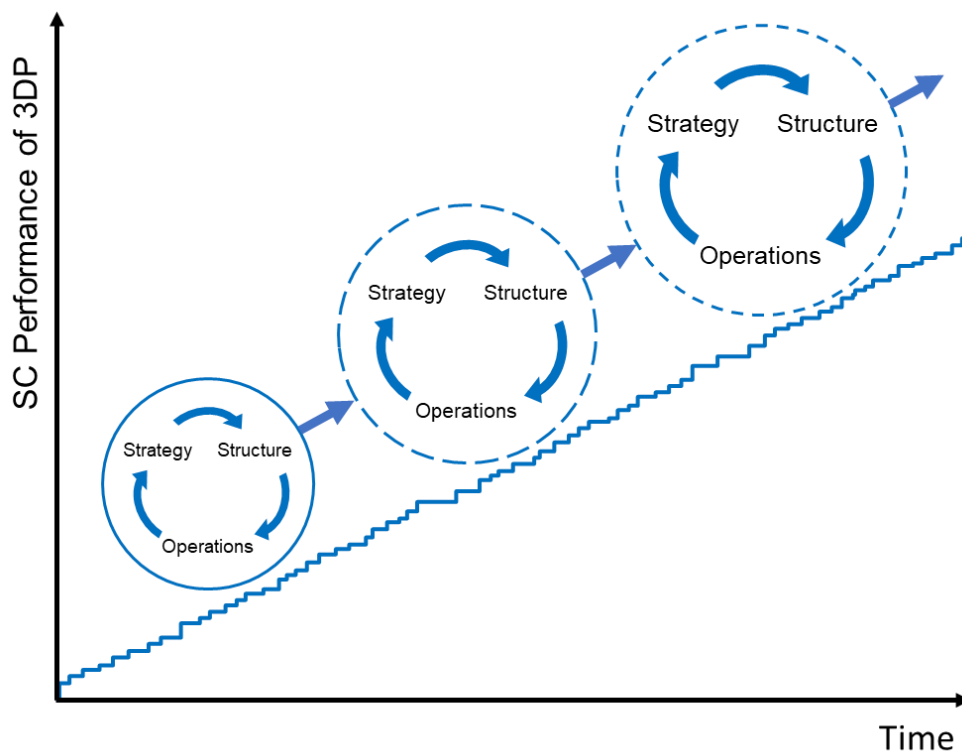 SC Performance of 3DP
Strategy Structure
Operations
Strategy Structure
Operations
Strategy Structure
Operations
Time